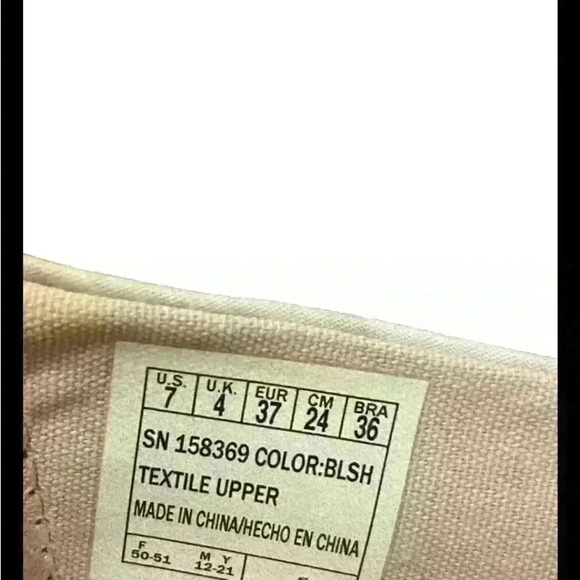 U.S. U.K. EUR CM BRA
7 4 37 24 36
SN 158369 COLOR:BLSH
TEXTILE UPPER
MADE IN CHINA/HECHO EN CHINA
F M Y
50-51 12-21